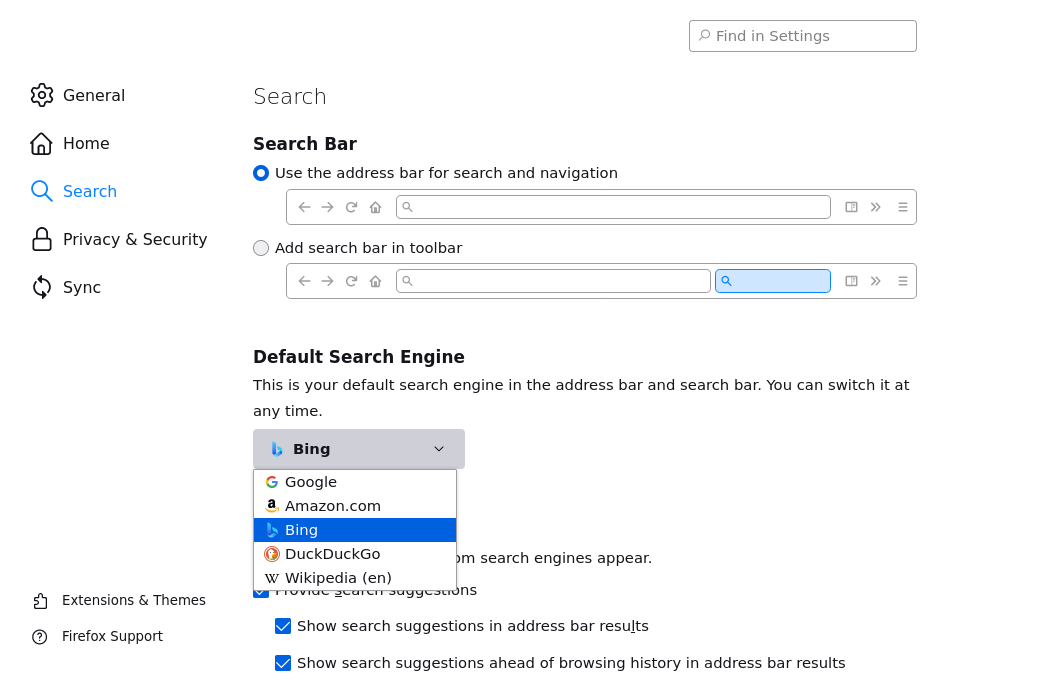 Find in Settings
General
Home
Search
Privacy & Security
Sync
Extensions & Themes
Firefox Support
Search
Search Bar
Use the address bar for search and navigation
Add search bar in toolbar
Default Search Engine
This is your default search engine in the address bar and search bar. You can switch it at
any time.
Bing
Google
Amazon.com
Bing
DuckDuckGo
Wikipedia (en)
search engines appear.
Provide search suggestions
Show search suggestions in address bar results
Show search suggestions ahead of browsing history in address bar results